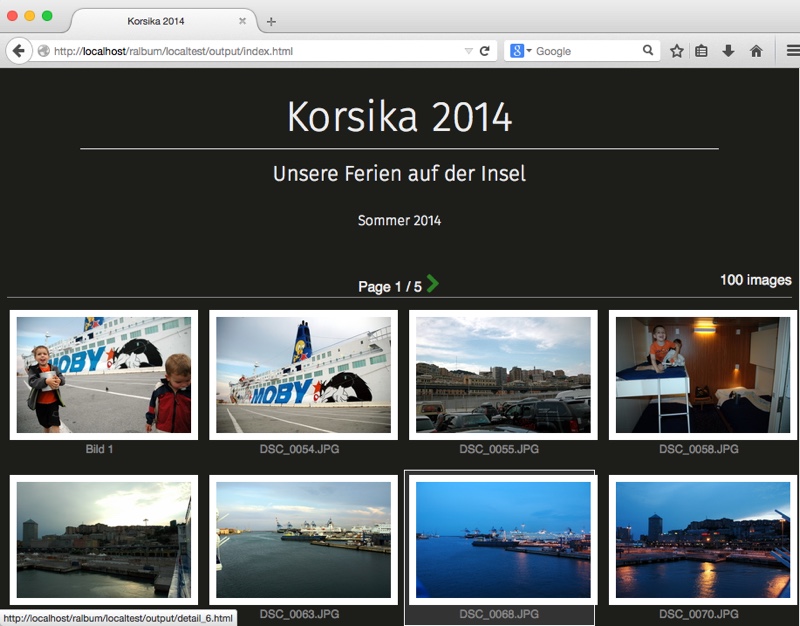 Korsika 2014
http://localhost/ralbum/localtest/output/index.html
Google
Korsika 2014
Unsere Ferien auf der Insel
Sommer 2014
Page 1 / 5
100 images
MOBY
MOBY
Bild 1
DSC_0054.JPG
DSC_0055.JPG
DSC_0058.JPG
DSC_0063.JPG
DSC_0068.JPG
DSC_0070.JPG
http://localhost/ralbum/localtest/output/detail_6.html